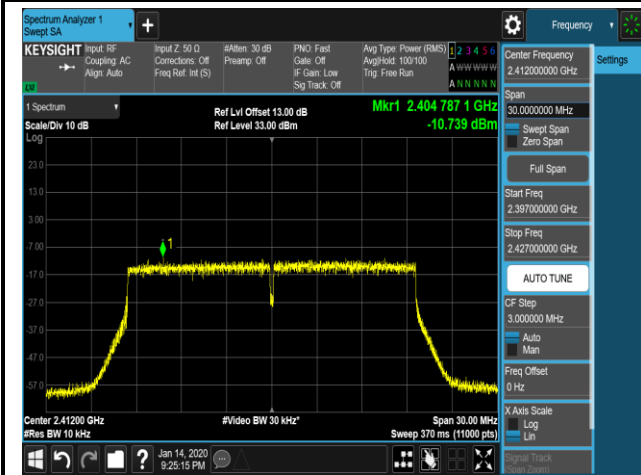 Spectrum Analyzer 1
Swept SA
Frequency
KEYSIGHT
Input: RF
Coupling: AC
Align: Auto
Input Z: 50 Ω
Corrections: Off
Freq Ref: Int (S)
#Atten: 30 dB
Preamp: Off
PNO: Fast
Gate: Off
IF Gain: Low
Sig Track: Off
Avg Type: Power (RMS)
Avg|Hold: 100/100
Trig: Free Run
1 2 3 4 5 6
A W W W W W
A N N N N N
Center Frequency
2.412000000 GHz
Settings
Span
30.0000000 MHz
Swept Span
Zero Span
Full Span
Start Freq
2.397000000 GHz
Stop Freq
2.427000000 GHz
AUTO TUNE
CF Step
3.000000 MHz
Auto
Man
Freq Offset
0 Hz
X Axis Scale
Log
Lin
Signal Track
(Span Zoom)
1 Spectrum
Scale/Div 10 dB
Log
Ref Lvl Offset 13.00 dB
Ref Level 33.00 dBm
Mkr1 2.404 787 1 GHz
-10.739 dBm
23.0
13.0
3.00
-7.00
-17.0
-27.0
-37.0
-47.0
-57.0
1
Center 2.41200 GHz
#Res BW 10 kHz
#Video BW 30 kHz*
Span 30.00 MHz
Sweep 370 ms (11000 pts)
?
Jan 14, 2020
9:25:15 PM